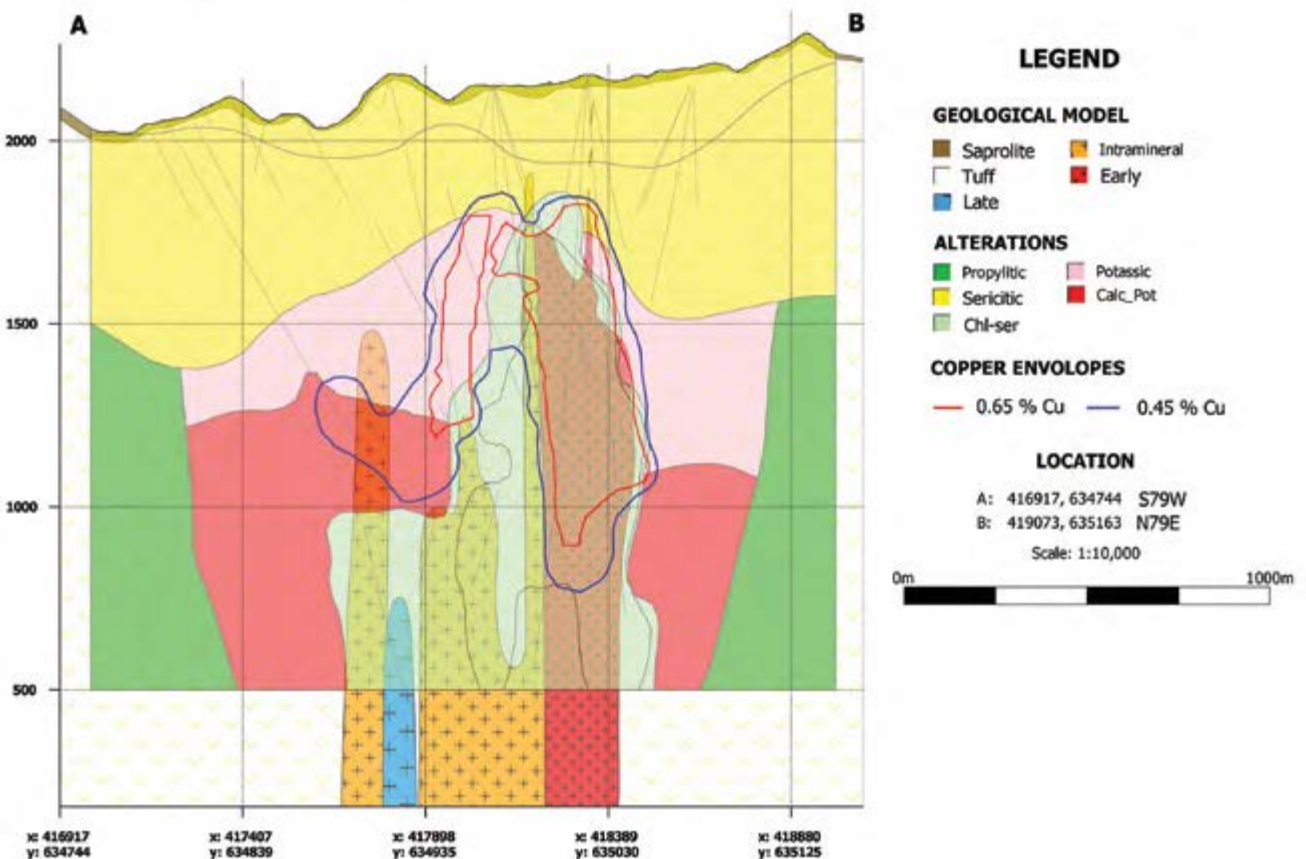 A B
2000
1500
1000
500
x: 416917 x: 417407 x: 417898 x: 418389 x: 418880
y: 634744 y: 634839 y: 634935 y: 635030 y: 635125
LEGEND
GEOLOGICAL MODEL
Saprolite Intramineral
Tuff Early
Late
ALTERATIONS
Propylitic Potassic
Sericitic Calc_Pot
Chl-ser
COPPER ENVELOPES
0.65 % Cu 0.45 % Cu
LOCATION
A: 416917, 634744 S79W
B: 419073, 635163 N79E
Scale: 1:10,000
0m 1000m